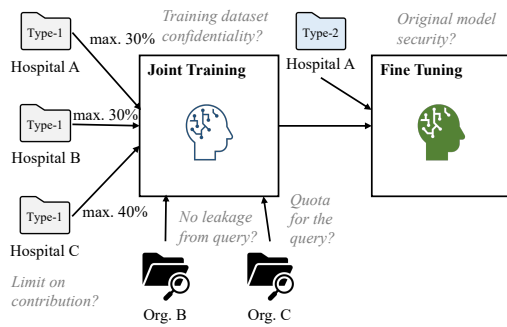 Type-1
max. 30%
Hospital A
Training dataset
confidentiality?
Type-2
Hospital A
Original model
security?
Joint Training
Fine Tuning
Type-1
max. 30%
Hospital B
Type-1
max. 40%
Hospital C
No leakage
from query?
Quota
for the
query?
Limit on
contribution?
Org. B
Org. C